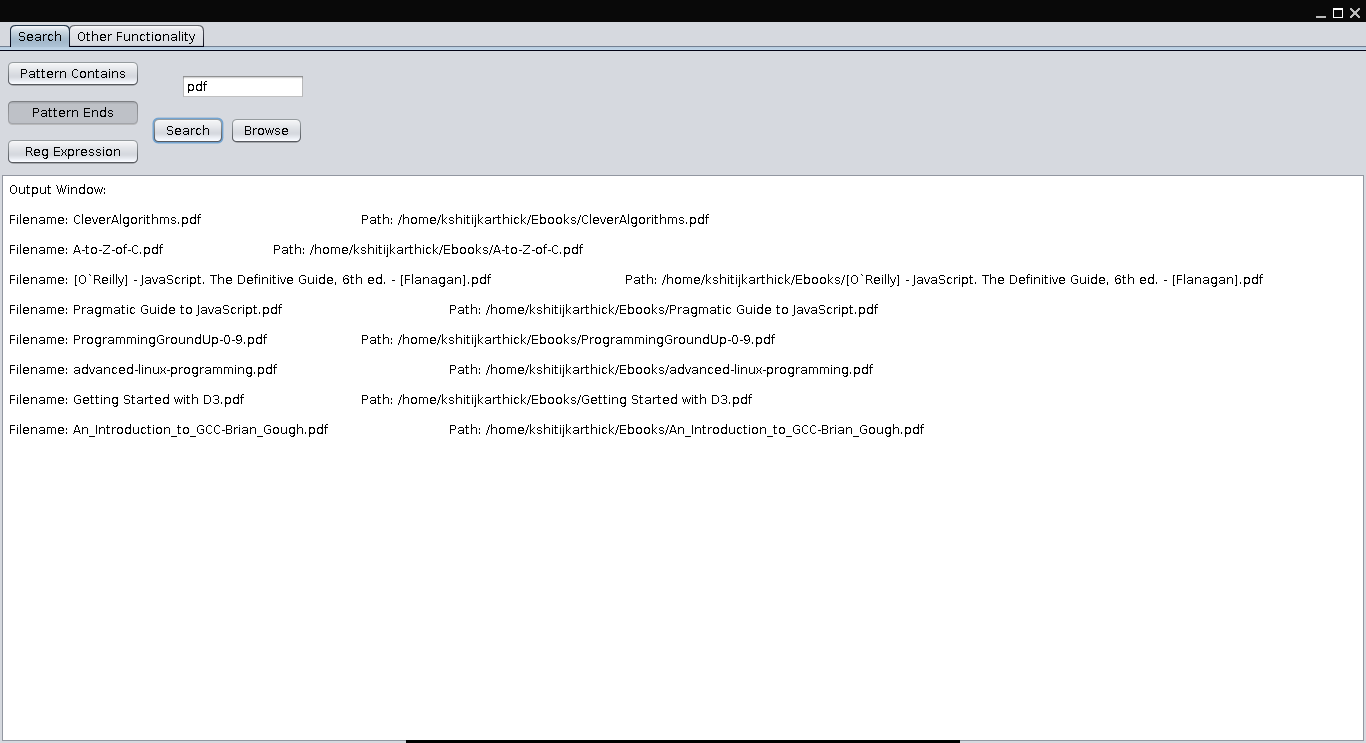 Search Other Functionality
Pattern Contains
pdf
Pattern Ends
Search Browse
Reg Expression
Output Window:
Filename: CleverAlgorithms.pdf Path: /home/kshitijkarthick/Ebooks/CleverAlgorithms.pdf
Filename: A-to-Z-of-C.pdf Path: /home/kshitijkarthick/Ebooks/A-to-Z-of-C.pdf
Filename: [O`Reilly] - JavaScript. The Definitive Guide, 6th ed. - [Flanagan].pdf Path: /home/kshitijkarthick/Ebooks/[O`Reilly] - JavaScript. The Definitive Guide, 6th ed. - [Flanagan].pdf
Filename: Pragmatic Guide to JavaScript.pdf Path: /home/kshitijkarthick/Ebooks/Pragmatic Guide to JavaScript.pdf
Filename: ProgrammingGroundUp-0-9.pdf Path: /home/kshitijkarthick/Ebooks/ProgrammingGroundUp-0-9.pdf
Filename: advanced-linux-programming.pdf Path: /home/kshitijkarthick/Ebooks/advanced-linux-programming.pdf
Filename: Getting Started with D3.pdf Path: /home/kshitijkarthick/Ebooks/Getting Started with D3.pdf
Filename: An_Introduction_to_GCC-Brian_Gough.pdf Path: /home/kshitijkarthick/Ebooks/An_Introduction_to_GCC-Brian_Gough.pdf